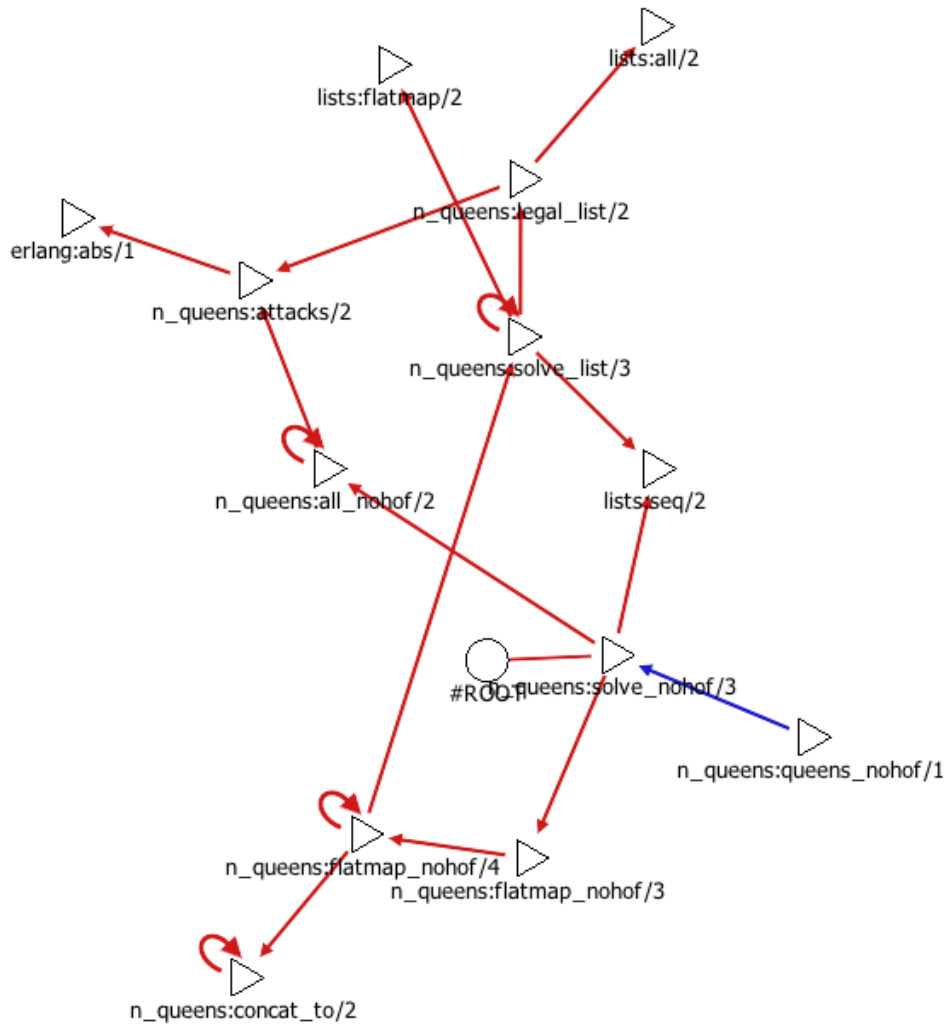 lists:all/2
lists:flatmap/2
n_queens:legal_list/2
erlang:abs/1
n_queens:attacks/2
n_queens:solve_list/3
n_queens:all_nohof/2
lists:seq/2
n_queens:solve_nohof/3
#ROOT
n_queens:queens_nohof/1
n_queens:flatmap_nohof/4
n_queens:flatmap_nohof/3
n_queens:concat_to/2